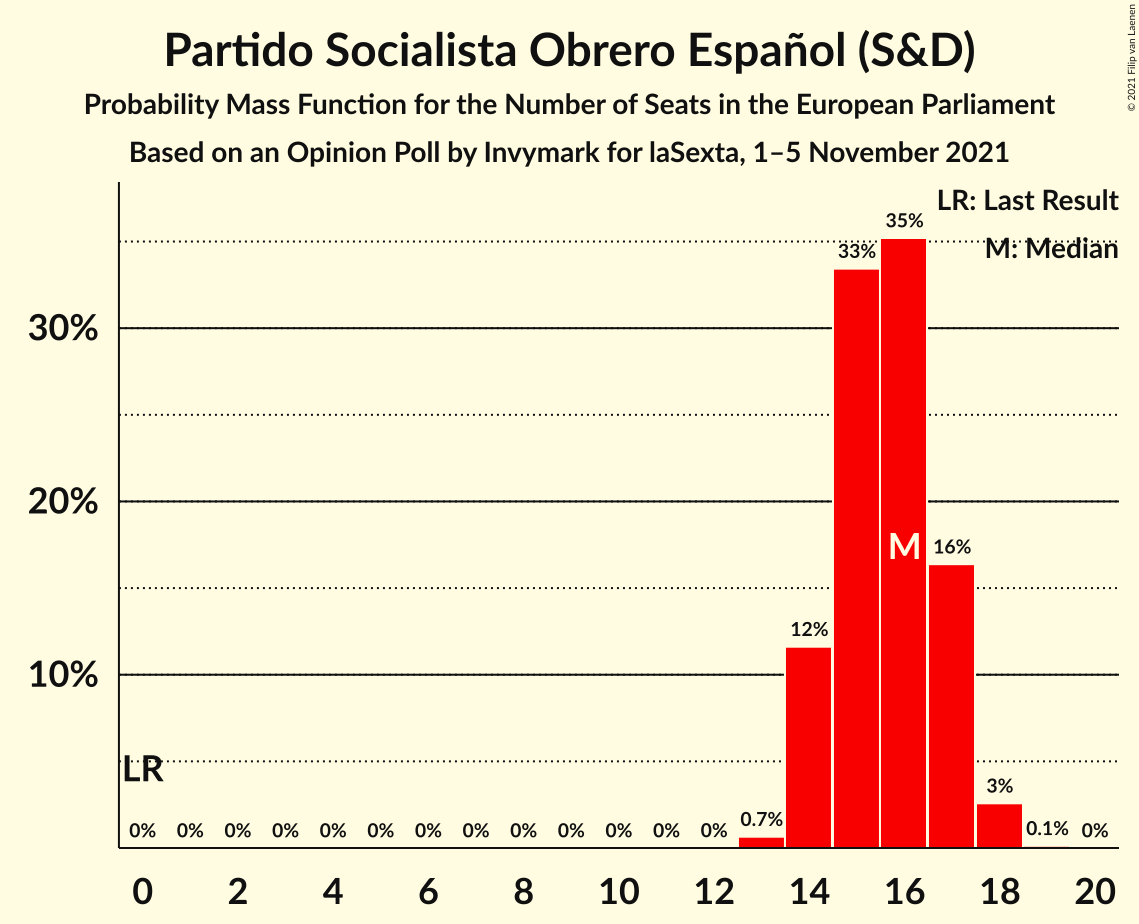 Partido Socialista Obrero Español (S&D)
Probability Mass Function for the Number of Seats in the European Parliament
Based on an Opinion Poll by Invymark for laSexta, 1–5 November 2021
© 2021 Filip van Laenen
LR: Last Result
M: Median
30%
20%
10%
LR
M
0% 0% 0% 0% 0% 0% 0% 0% 0% 0% 0% 0% 0% 0.7% 12% 33% 35% 16% 3% 0.1% 0%
0 2 4 6 8 10 12 14 16 18 20